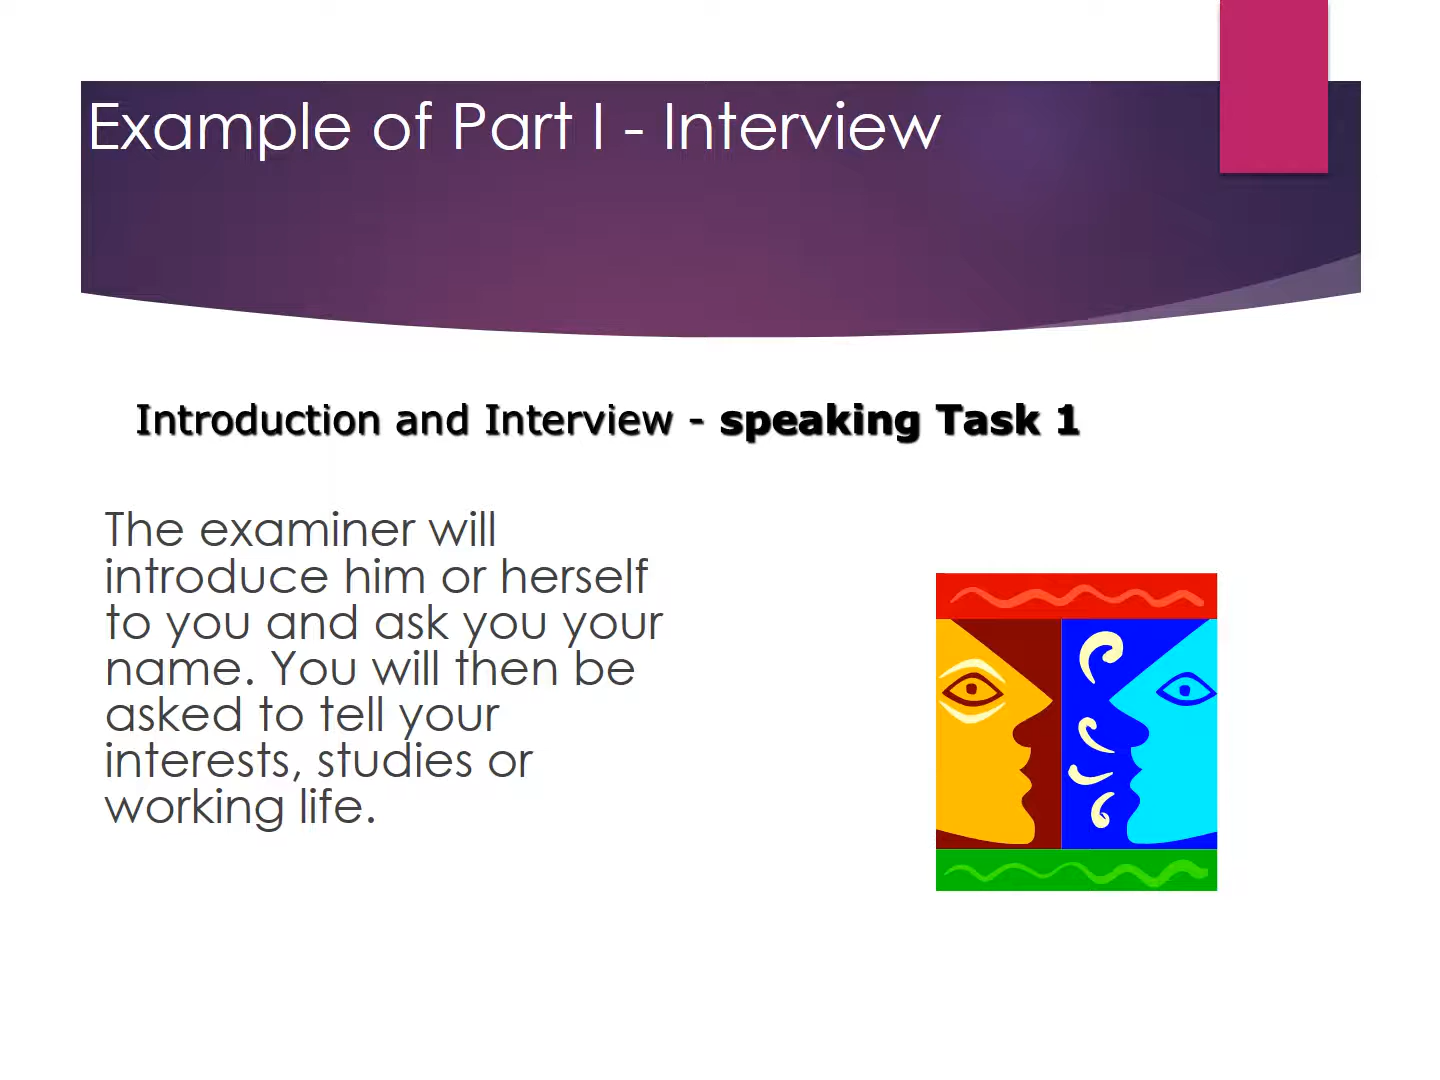 Example of Part I - Interview
Introduction and Interview - speaking Task 1
The examiner will
introduce him or herself
to you and ask you your
name. You will then be
asked to tell your
interests, studies or
working life.